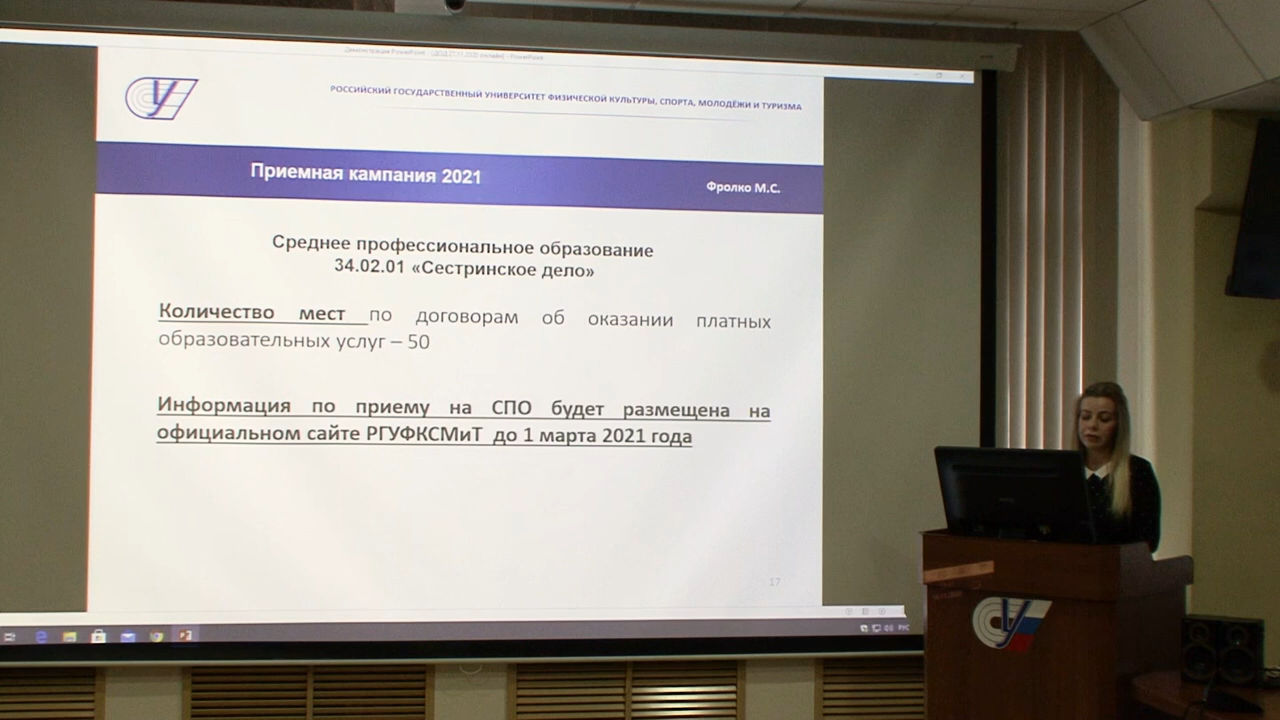 РОССИЙСКИЙ ГОСУДАРСТВЕННЫЙ УНИВЕРСИТЕТ ФИЗИЧЕСКОЙ КУЛЬТУРЫ, СПОРТА, МОЛОДЁЖИ И ТУРИЗМА
Приемная кампания 2021
Фролко М.С.
Среднее профессиональное образование
34.02.01 «Сестринское дело»
Количество мест по договорам об оказании платных
образовательных услуг – 50
Информация по приему на СПО будет размещена на
официальном сайте РГУФКСМиТ до 1 марта 2021 года
17
РУС